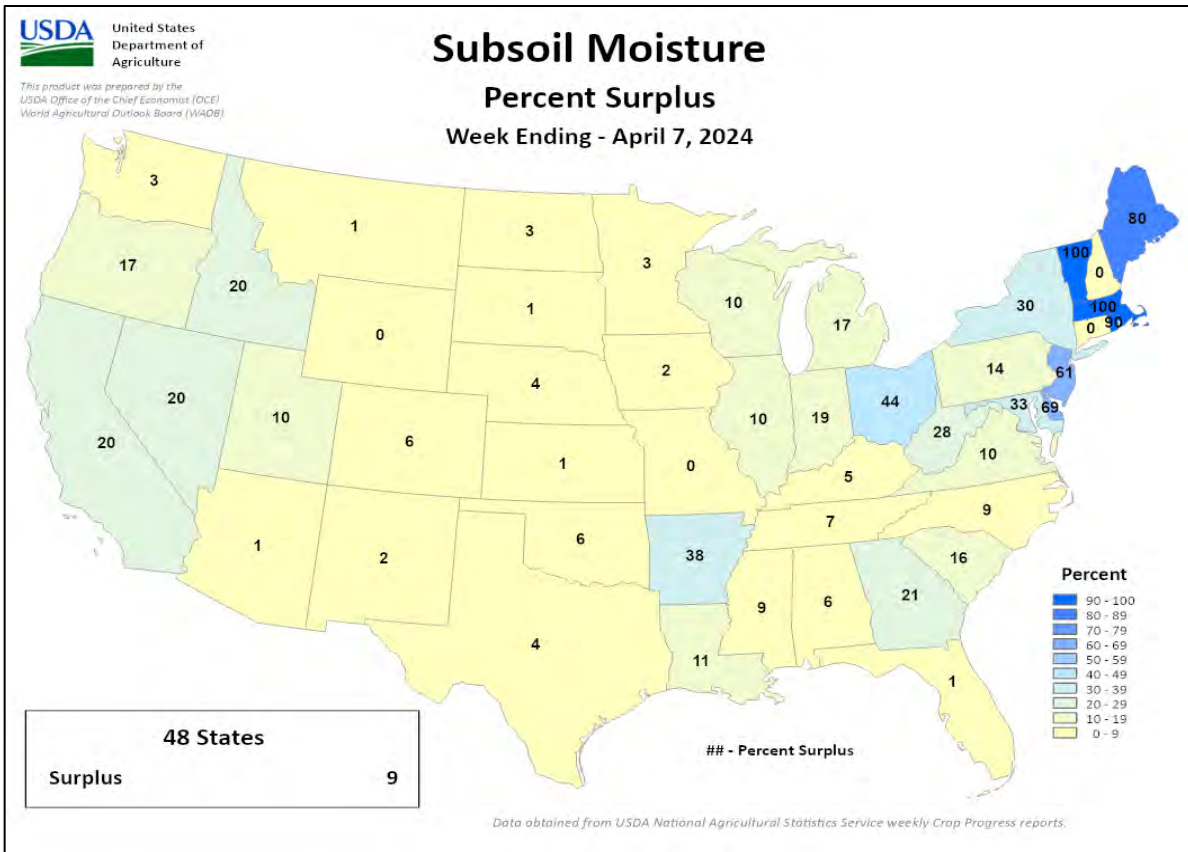 USDA
United States
Department of
Agriculture
This product was prepared by the
USDA Office of the Chief Economist (OCE)
World Agricultural Outlook Board (WAOB)
Subsoil Moisture
Percent Surplus
Week Ending - April 7, 2024
3
1
3
3
80
17
20
1
10
17
30
100
0
100
0
90
0
4
2
20
20
10
6
1
0
10
19
44
14
61
33
69
28
10
5
1
2
6
38
7
9
16
4
11
9
6
21
1
Percent
90 - 100
80 - 89
70 - 79
60 - 69
50 - 59
40 - 49
30 - 39
20 - 29
10 - 19
0 - 9
48 States
Surplus 9
## - Percent Surplus
Data obtained from USDA National Agricultural Statistics Service weekly Crop Progress reports.